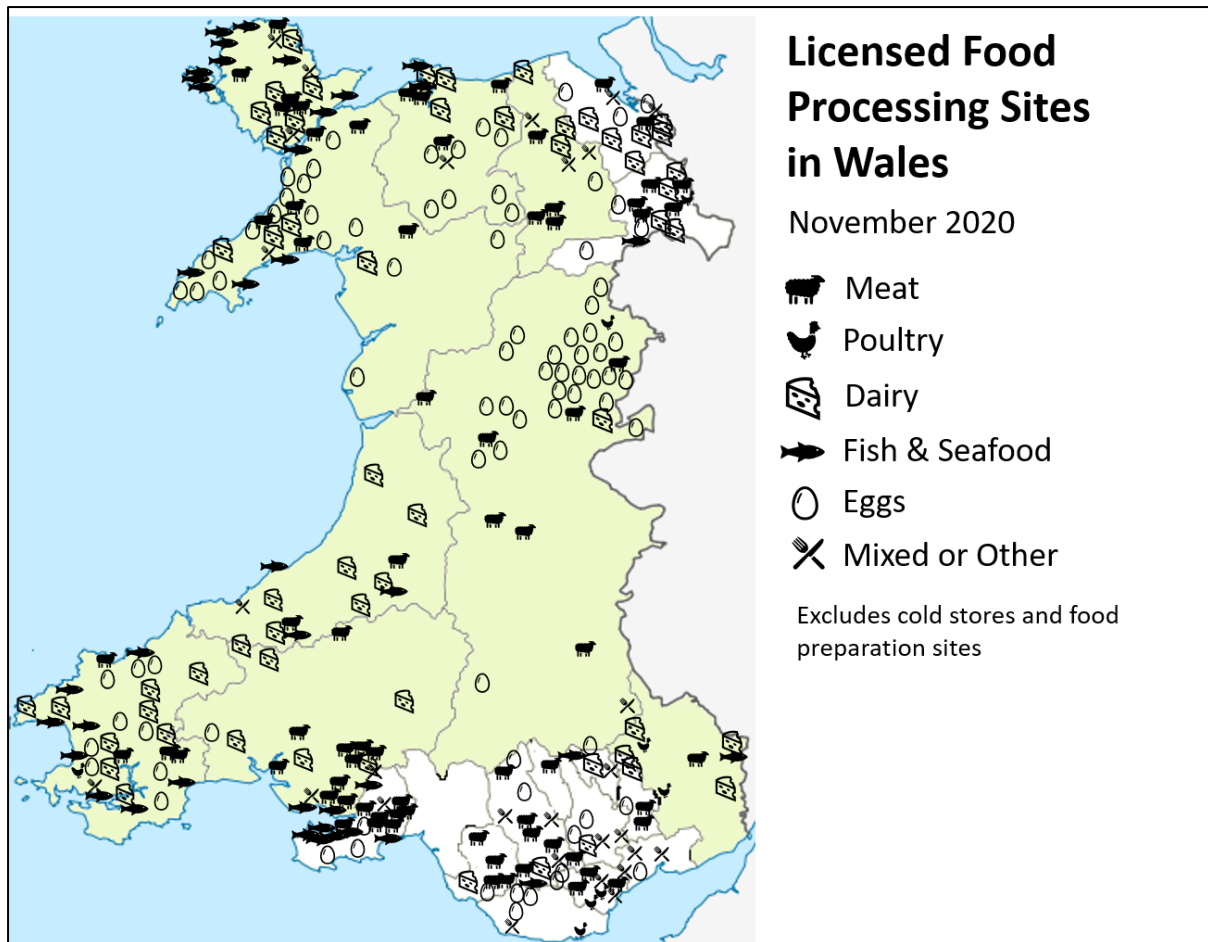 Licensed Food
Processing Sites
in Wales
November 2020
Meat
Poultry
Dairy
Fish & Seafood
Eggs
Mixed or Other
Excludes cold stores and food
preparation sites